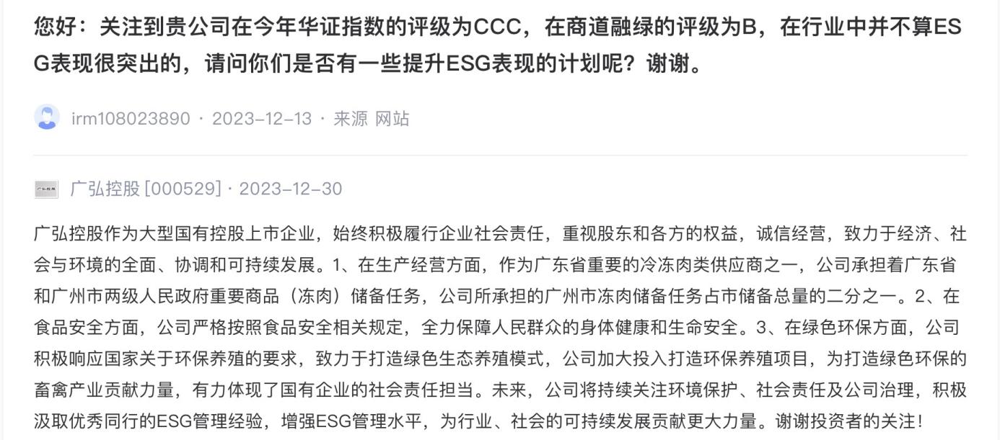 您好：关注到贵公司在今年华证指数的评级为CCC，在商道融绿的评级为B，在行业中并不算ES
G表现很突出的，请问你们是否有一些提升ESG表现的计划呢？谢谢。
irm108023890 · 2023-12-13 · 来源 网站
广弘控股
广弘控股 [000529] · 2023-12-30
广弘控股作为大型国有控股上市企业，始终积极履行企业社会责任，重视股东和各方的权益，诚信经营，致力于经济、社
会与环境的全面、协调和可持续发展。1、在生产经营方面，作为广东省重要的冷冻肉类供应商之一，公司承担着广东省
和广州市两级人民政府重要商品（冻肉）储备任务，公司所承担的广州市冻肉储备任务占市储备总量的二分之一。2、在
食品安全方面，公司严格按照食品安全相关规定，全力保障人民群众的身体健康和生命安全。3、在绿色环保方面，公司
积极响应国家关于环保养殖的要求，致力于打造绿色生态养殖模式，公司加大投入打造环保养殖项目，为打造绿色环保的
畜禽产业贡献力量，有力体现了国有企业的社会责任担当。未来，公司将持续关注环境保护、社会责任及公司治理，积极
汲取优秀同行的ESG管理经验，增强ESG管理水平，为行业、社会的可持续发展贡献更大力量。谢谢投资者的关注！